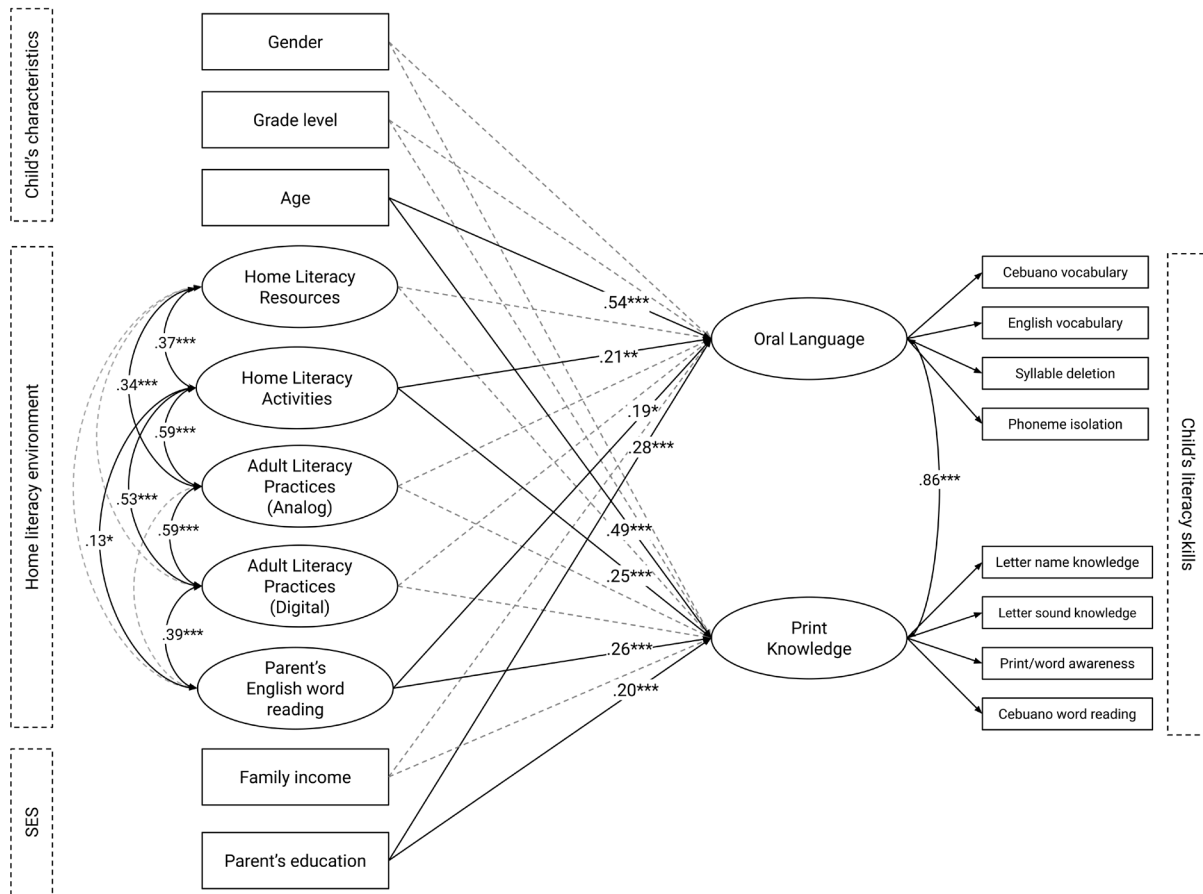 Child's characteristics
Gender
Grade level
Age
Home literacy environment
Home Literacy
Resources
Home Literacy
Activities
Adult Literacy
Practices
(Analog)
Adult Literacy
Practices
(Digital)
Parent's
English word
reading
.37***
.34***
.59***
.53***
.59***
.13*
.39***
SES
Family income
Parent's education
.54***
.21**
.19*
.28***
.49***
.25***
.26***
.20***
Oral Language
Print
Knowledge
.86***
Cebuano vocabulary
English vocabulary
Syllable deletion
Phoneme isolation
Letter name knowledge
Letter sound knowledge
Print/word awareness
Cebuano word reading
Child's literacy skills